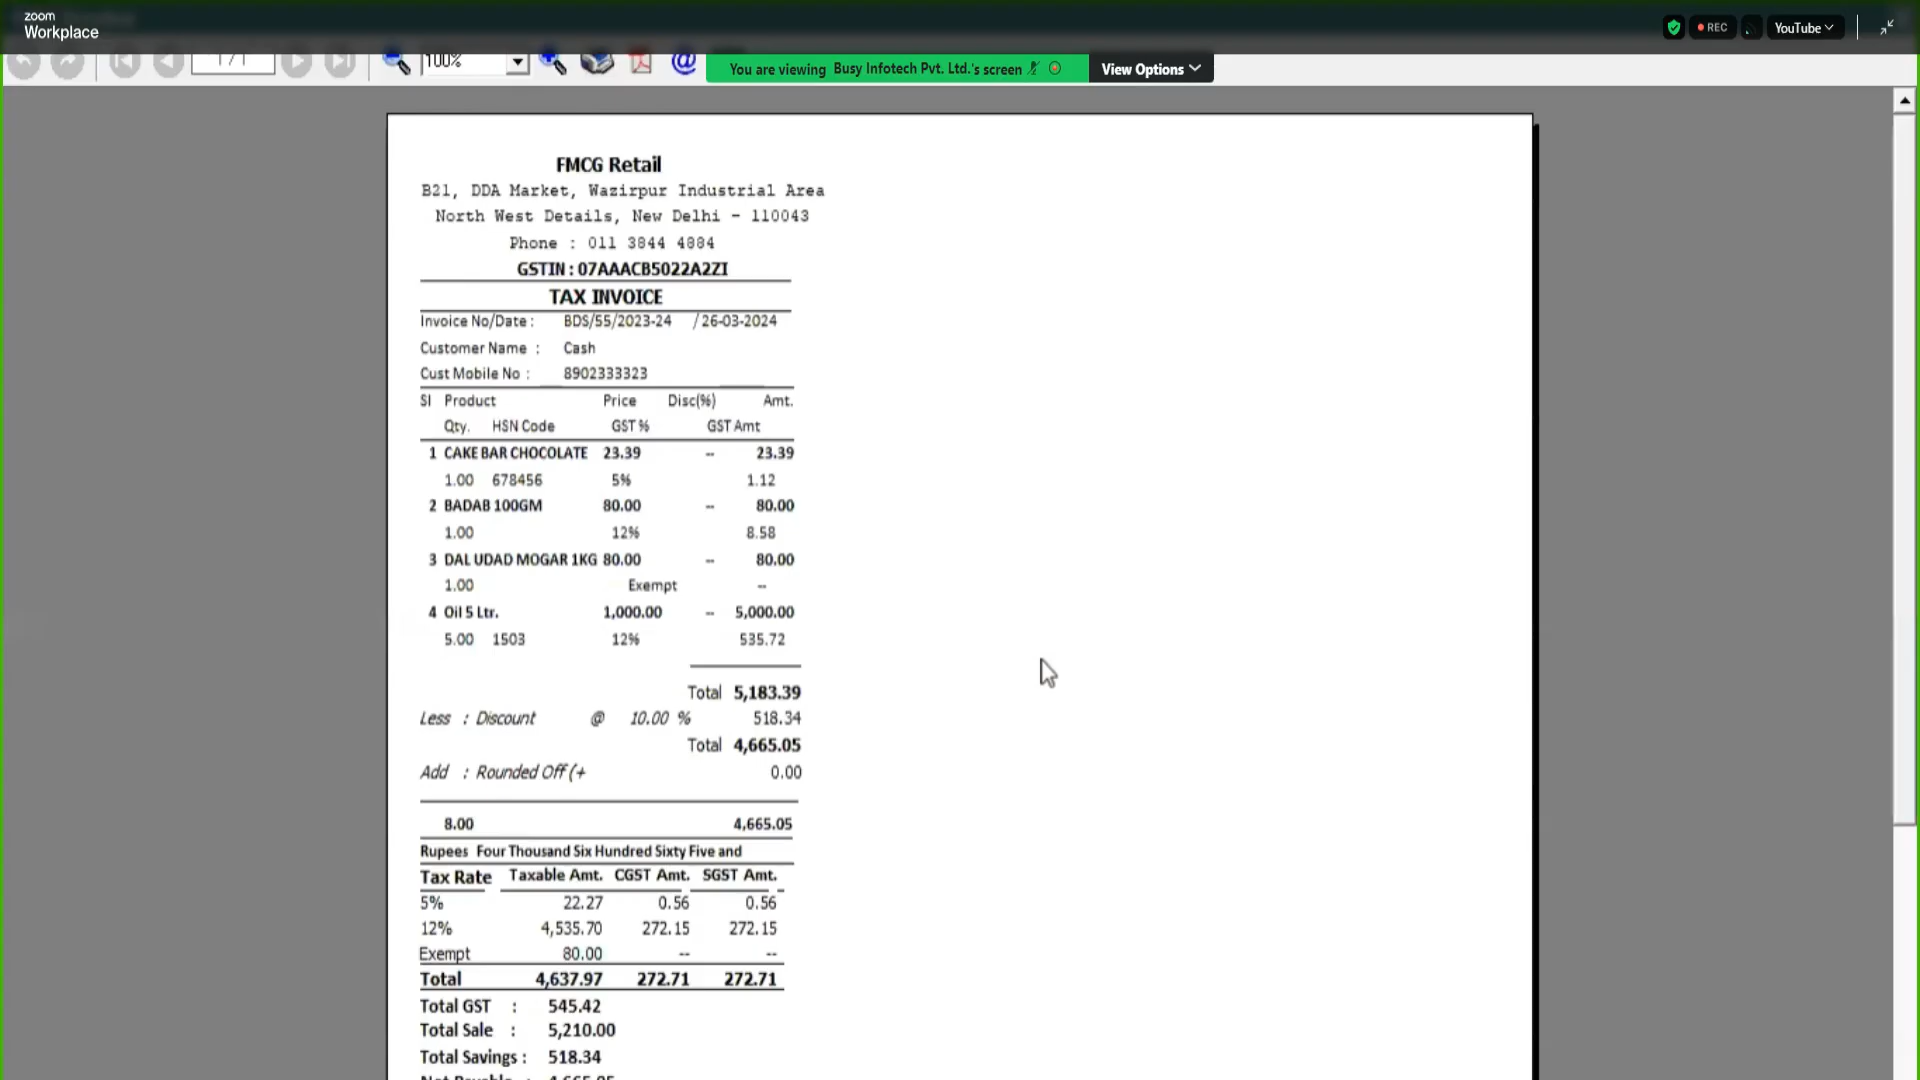 zoom
Workplace
REC
YouTube
1 / 1
100%
You are viewing Busy Infotech Pvt. Ltd.'s screen
View Options
FMCG Retail
B21, DDA Market, Wazirpur Industrial Area
North West Details, New Delhi - 110043
Phone : 011 3844 4884
GSTIN : 07AAACB5022A2ZI
TAX INVOICE
Invoice No/Date : BDS/55/2023-24 / 26-03-2024
Customer Name : Cash
Cust Mobile No : 8902333323
Sl Product Price Disc(%) Amt.
Qty. HSN Code GST % GST Amt
1 CAKE BAR CHOCOLATE 23.39 -- 23.39
1.00 678456 5% 1.12
2 BADAB 100GM 80.00 -- 80.00
1.00 12% 8.58
3 DAL UDAD MOGAR 1KG 80.00 -- 80.00
1.00 Exempt --
4 Oil 5 Ltr. 1,000.00 -- 5,000.00
5.00 1503 12% 535.72
Total 5,183.39
Less : Discount @ 10.00 % 518.34
Total 4,665.05
Add : Rounded Off (+ 0.00
8.00 4,665.05
Rupees Four Thousand Six Hundred Sixty Five and
Tax Rate Taxable Amt. CGST Amt. SGST Amt.
5% 22.27 0.56 0.56
12% 4,535.70 272.15 272.15
Exempt 80.00 -- --
Total 4,637.97 272.71 272.71
Total GST : 545.42
Total Sale : 5,210.00
Total Savings : 518.34